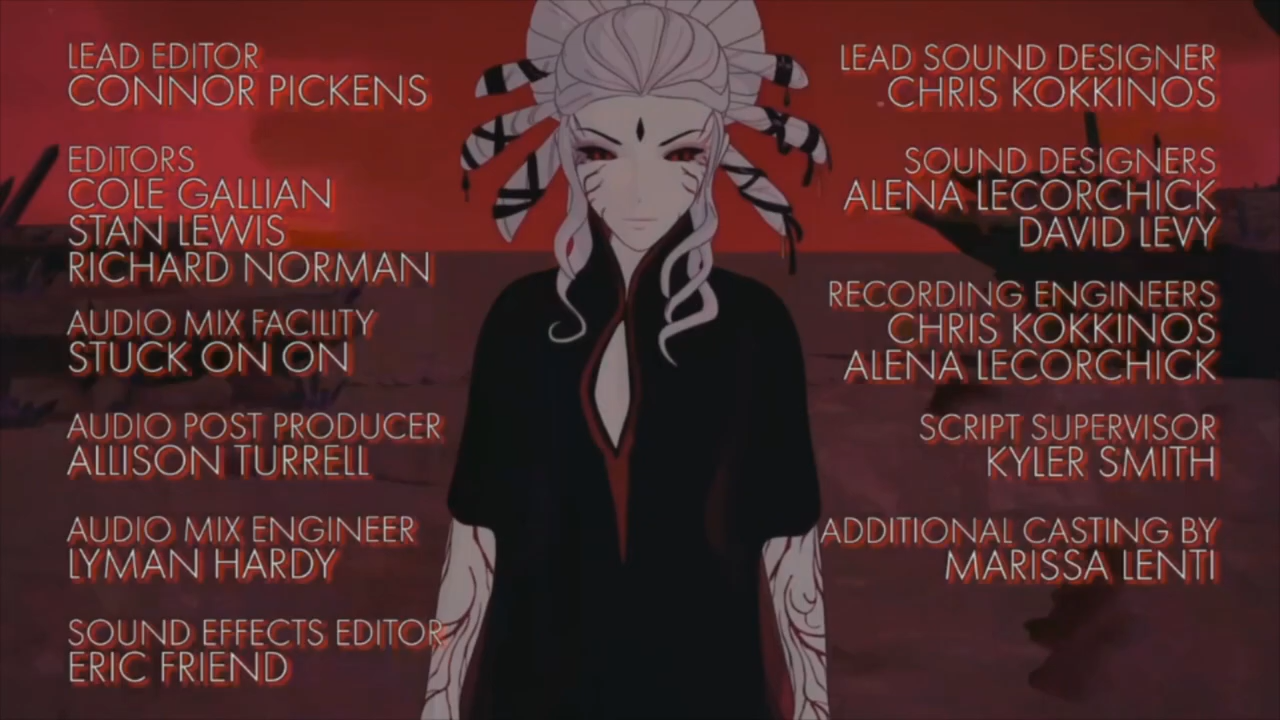 LEAD EDITOR
CONNOR PICKENS
EDITORS
COLE GALLIAN
STAN LEWIS
RICHARD NORMAN
AUDIO MIX FACILITY
STUCK ON ON
AUDIO POST PRODUCER
ALLISON TURRELL
AUDIO MIX ENGINEER
LYMAN HARDY
SOUND EFFECTS EDITOR
ERIC FRIEND
LEAD SOUND DESIGNER
CHRIS KOKKINOS
SOUND DESIGNERS
ALENA LECORCHICK
DAVID LEVY
RECORDING ENGINEERS
CHRIS KOKKINOS
ALENA LECORCHICK
SCRIPT SUPERVISOR
KYLER SMITH
ADDITIONAL CASTING BY
MARISSA LENTI